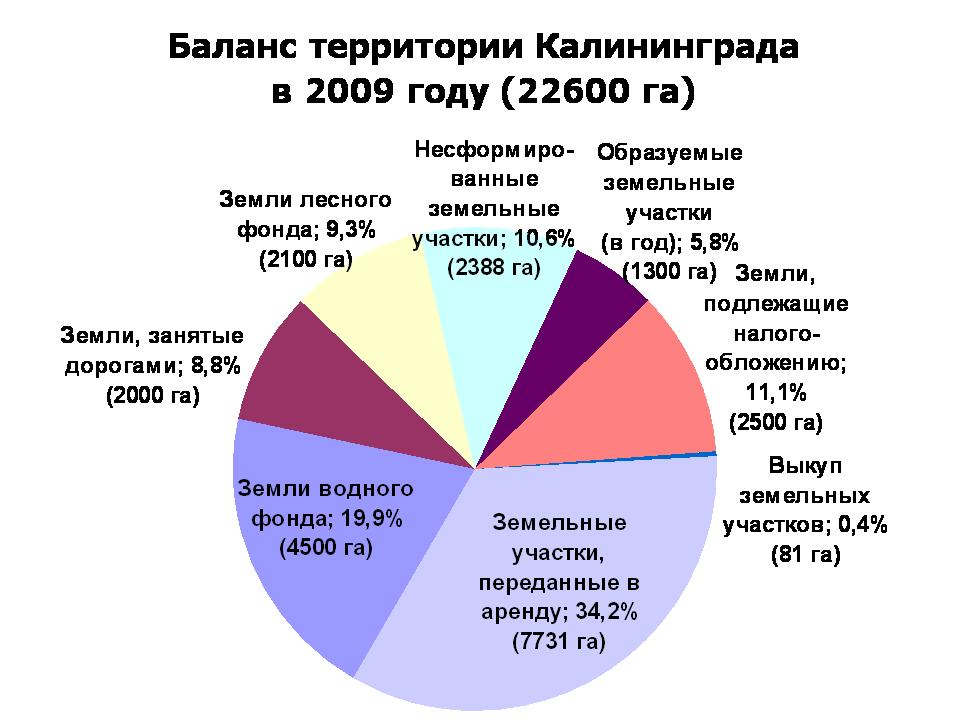 Баланс территории Калининграда
в 2009 году (22600 га)
Несформиро-
ванные
земельные
участки; 10,6%
(2388 га)
Образуемые
земельные
участки
(в год); 5,8%
(1300 га)
Земли лесного
фонда; 9,3%
(2100 га)
Земли,
подлежащие
налого-
обложению;
11,1%
(2500 га)
Земли, занятые
дорогами; 8,8%
(2000 га)
Выкуп
земельных
участков; 0,4%
(81 га)
Земли водного
фонда; 19,9%
(4500 га)
Земельные
участки,
переданные в
аренду; 34,2%
(7731 га)